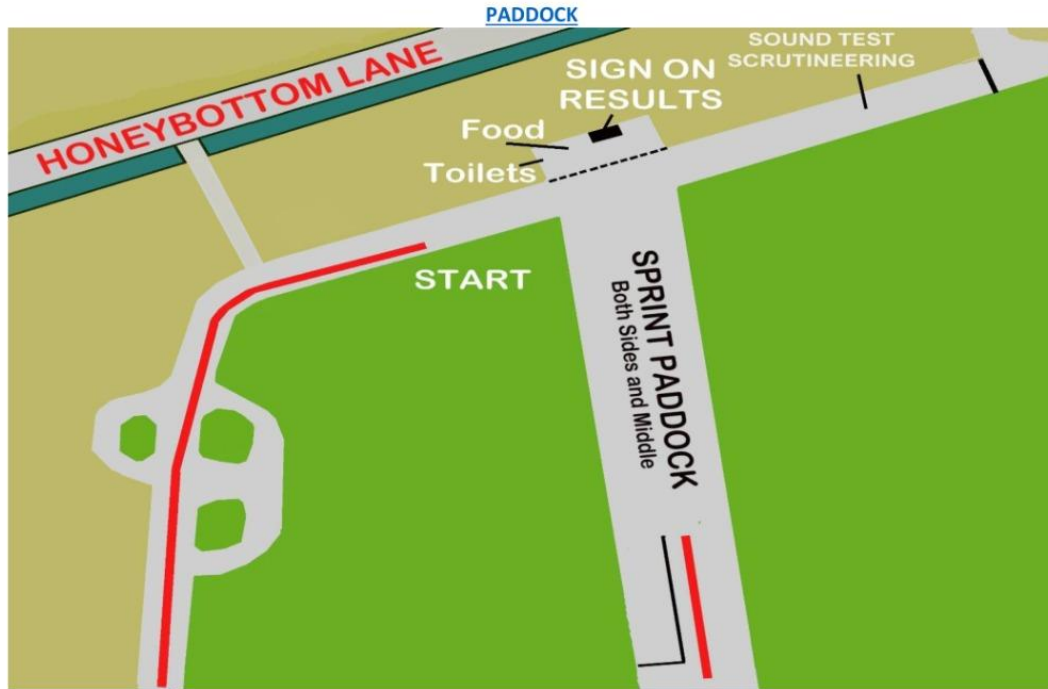 PADDOCK
HONEYBOTTOM LANE
SOUND TEST
SCRUTINEERING
SIGN ON
RESULTS
Food
Toilets
START
SPRINT PADDOCK
Both Sides and Middle